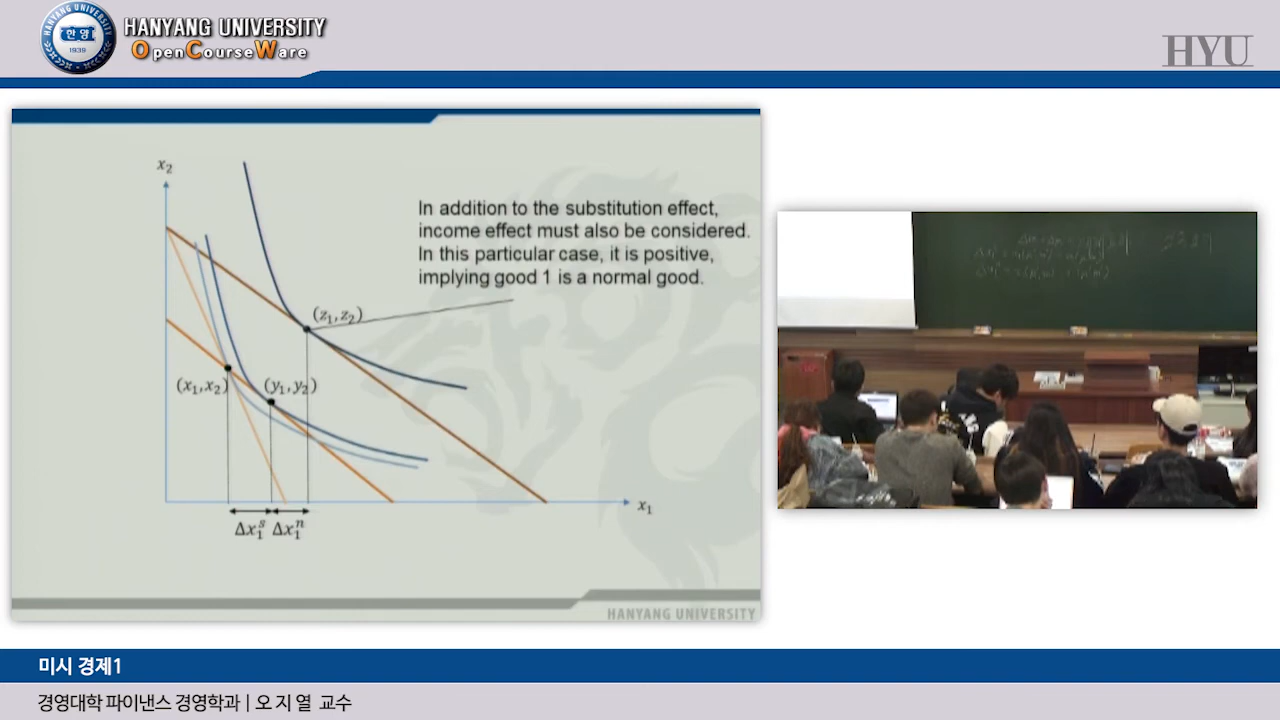 HANYANG UNIVERSITY
한양
1939
HANYANG UNIVERSITY
OpenCourseWare
HYU
x₂
In addition to the substitution effect,
income effect must also be considered.
In this particular case, it is positive,
implying good 1 is a normal good.
(z₁,z₂)
(x₁,x₂)
(y₁,y₂)
x₁
Δx₁ˢ Δx₁ⁿ
HANYANG UNIVERSITY
미시 경제1
경영대학 파이낸스 경영학과 | 오 지 열 교수